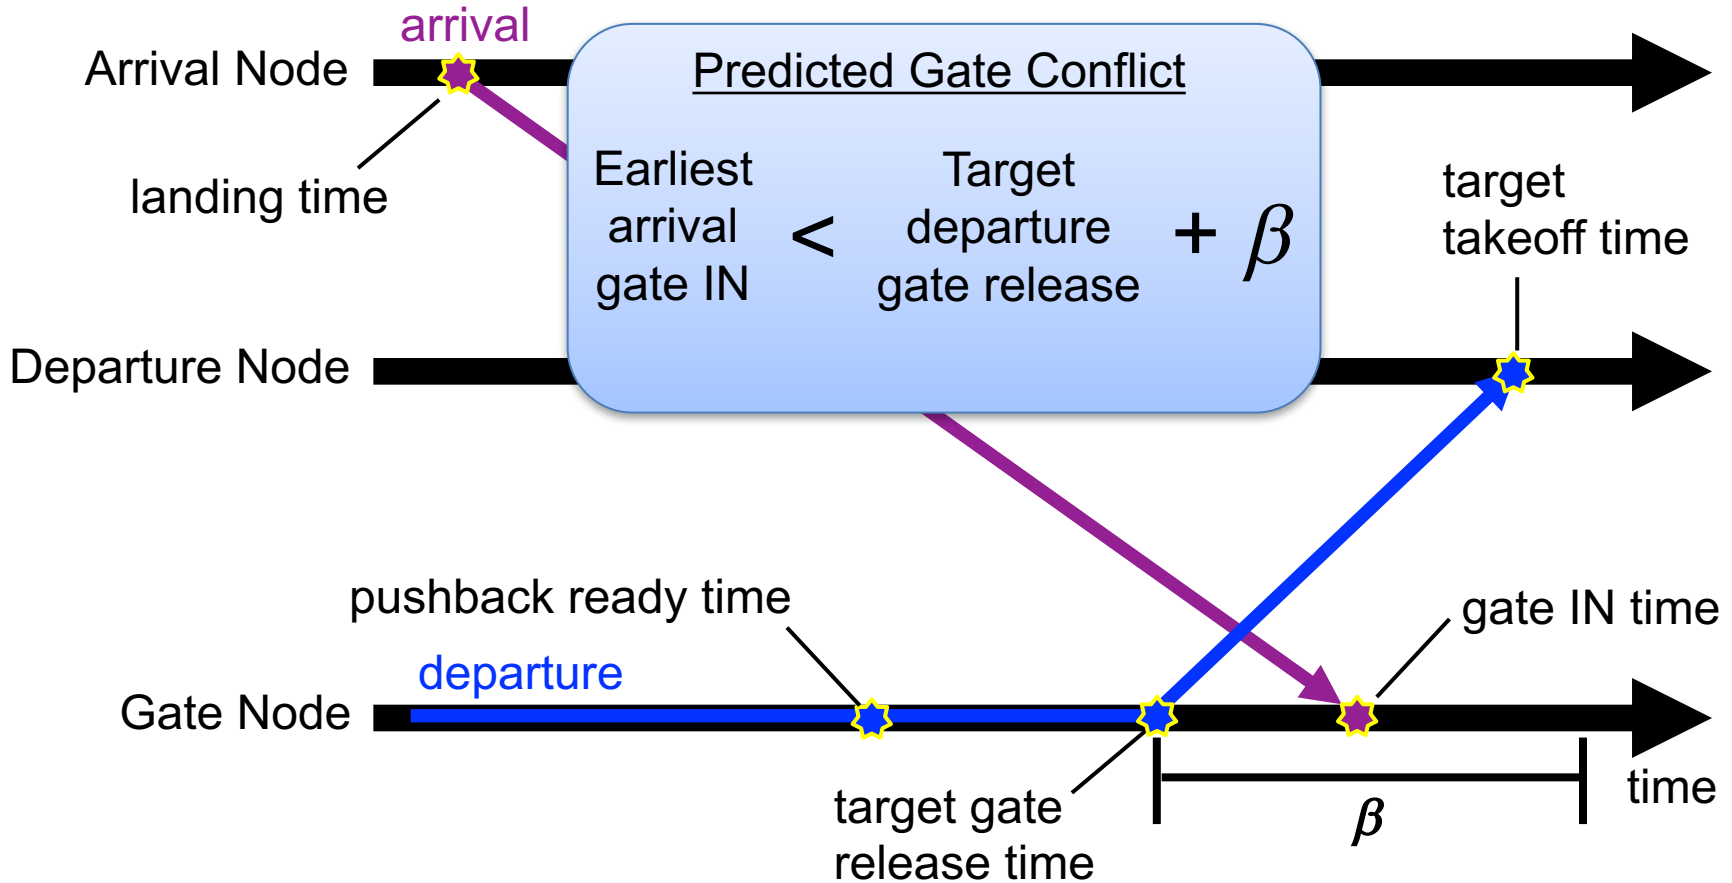 arrival
Arrival Node
landing time
Predicted Gate Conflict
Earliest
arrival
gate IN
<
Target
departure
gate release
+ β
target
takeoff time
Departure Node
pushback ready time
gate IN time
departure
Gate Node
target gate
release time
β
time